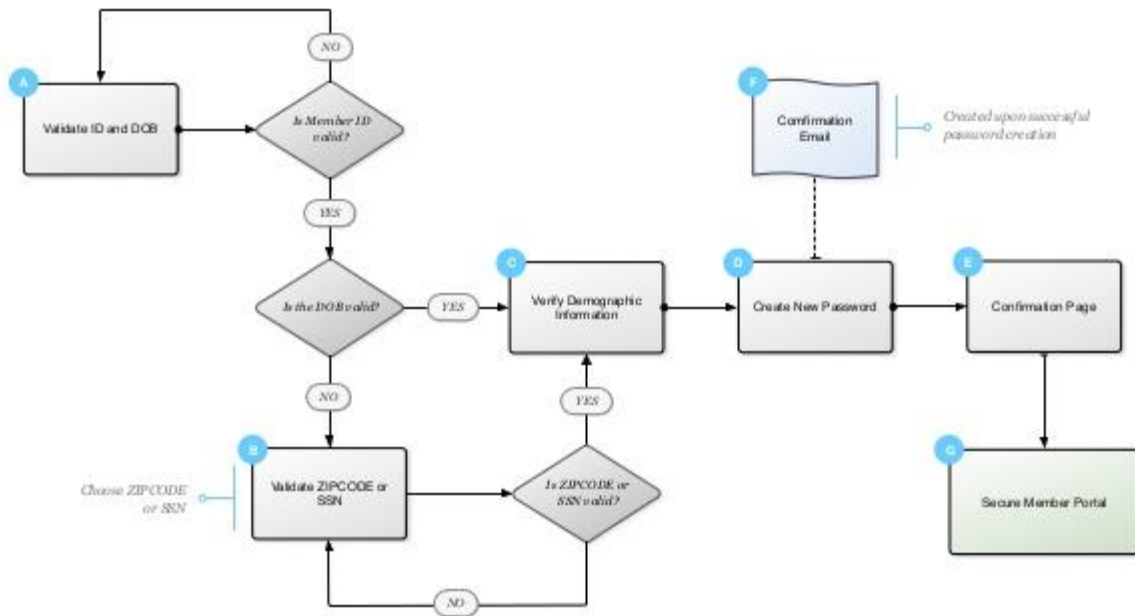 NO
A
Validate ID and DOB
Is Member ID
valid?
F
Comfirmation
Email
Created upon successful
password creation
YES
Is the DOB valid?
YES
C
Verify Demographic
Information
D
Create New Password
E
Confirmation Page
NO
YES
B
Validate ZIPCODE or
SSN
Choose ZIPCODE
or SSN
Is ZIPCODE or
SSN valid?
G
Secure Member Portal
NO